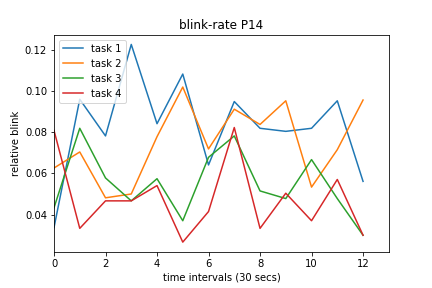 blink-rate P14
task 1
task 2
task 3
task 4
0.12
0.10
0.08
0.06
0.04
relative blink
0 2 4 6 8 10 12
time intervals (30 secs)